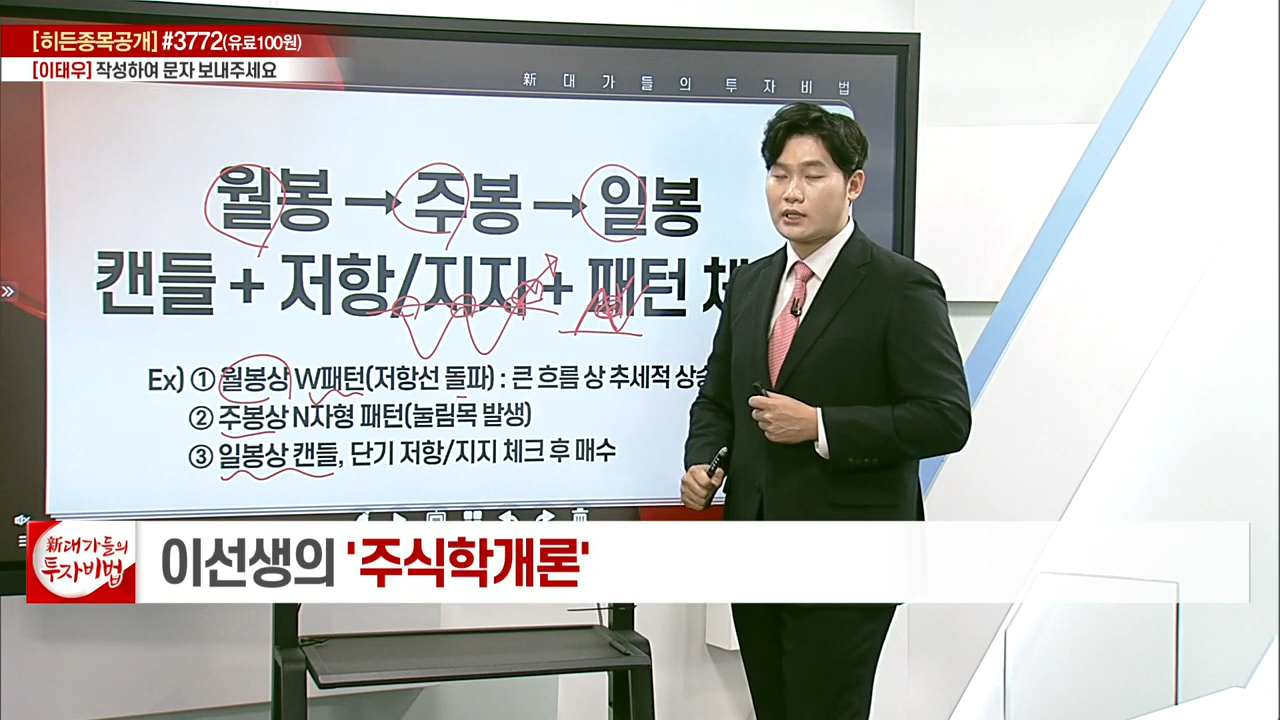 [히든종목공개] #3772(유료100원)
[이태우] 작성하여 문자 보내주세요
新 대 가 들 의 투 자 비 법
월봉→주봉→일봉
캔들 + 저항/지지 + 패턴
Ex) ① 월봉상 W패턴(저항선 돌파) : 큰 흐름 상 추세적
② 주봉상 N자형 패턴(눌림목 발생)
③ 일봉상 캔들, 단기 저항/지지 체크 후 매수
新대가들의
투자비법
이선생의 '주식학개론'